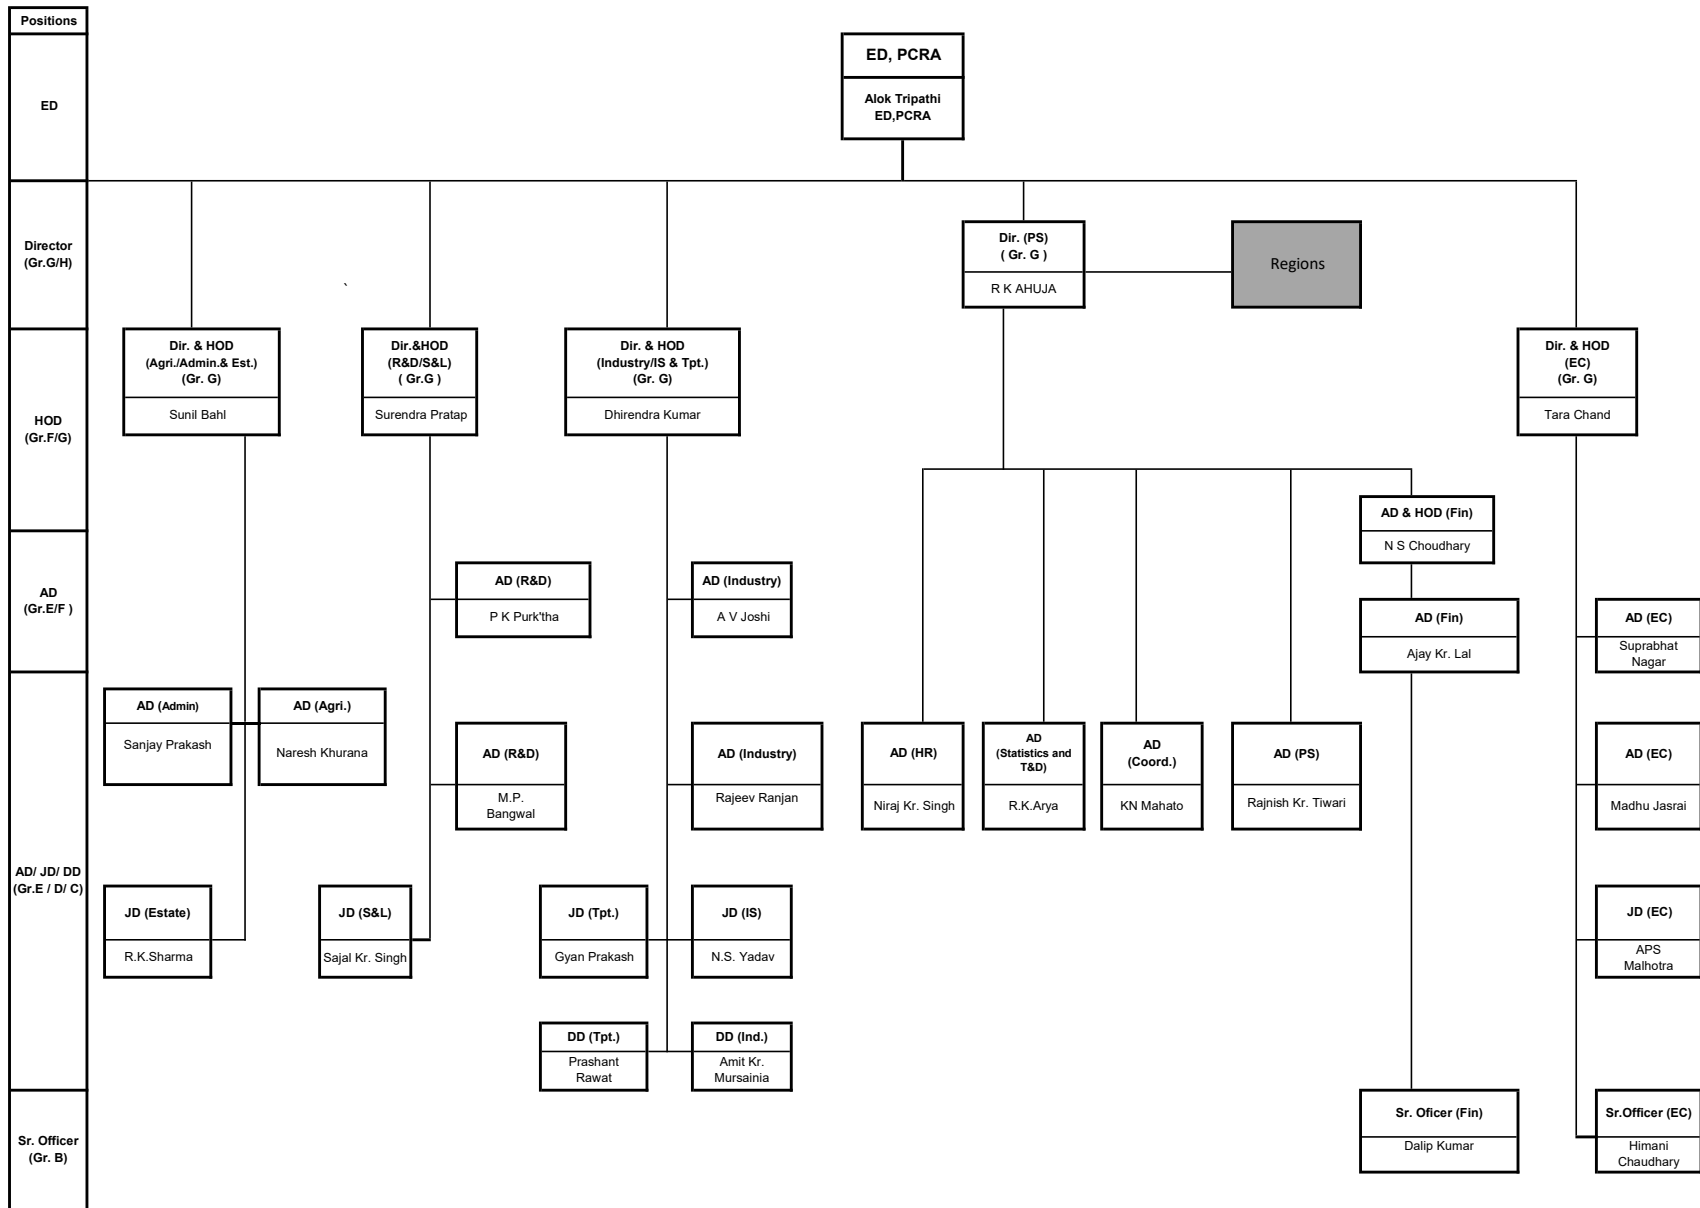 Positions
ED
ED, PCRA
Alok Tripathi
ED,PCRA
Director
(Gr.G/H)
`
Dir. (PS)
( Gr. G )
R K AHUJA
Regions
HOD
(Gr.F/G)
Dir. & HOD
(Agri./Admin.& Est.)
(Gr. G)
Sunil Bahl
Dir.&HOD
(R&D/S&L)
( Gr.G )
Surendra Pratap
Dir. & HOD
(Industry/IS & Tpt.)
(Gr. G)
Dhirendra Kumar
Dir. & HOD
(EC)
(Gr. G)
Tara Chand
AD & HOD (Fin)
N S Choudhary
AD
(Gr.E/F )
AD (R&D)
P K Purk'tha
AD (Industry)
A V Joshi
AD (Fin)
Ajay Kr. Lal
AD (EC)
Suprabhat
Nagar
AD/ JD/ DD
(Gr.E / D/ C)
AD (Admin)
Sanjay Prakash
AD (Agri.)
Naresh Khurana
AD (R&D)
M.P.
Bangwal
AD (Industry)
Rajeev Ranjan
AD (HR)
Niraj Kr. Singh
AD
(Statistics and
T&D)
R.K.Arya
AD
(Coord.)
KN Mahato
AD (PS)
Rajnish Kr. Tiwari
AD (EC)
Madhu Jasrai
JD (Estate)
R.K.Sharma
JD (S&L)
Sajal Kr. Singh
JD (Tpt.)
Gyan Prakash
JD (IS)
N.S. Yadav
JD (EC)
APS
Malhotra
DD (Tpt.)
Prashant
Rawat
DD (Ind.)
Amit Kr.
Mursainia
Sr. Officer
(Gr. B)
Sr. Oficer (Fin)
Dalip Kumar
Sr.Officer (EC)
Himani
Chaudhary